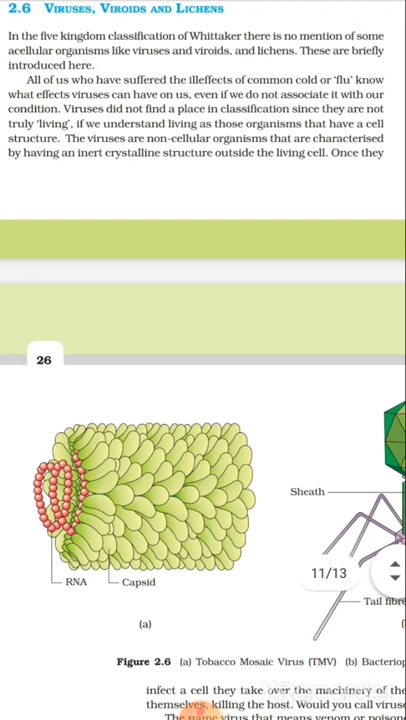 2.6 VIRUSES, VIROIDS AND LICHENS
In the five kingdom classification of Whittaker there is no mention of some
acellular organisms like viruses and viroids, and lichens. These are briefly
introduced here.
All of us who have suffered the illeffects of common cold or ‘flu’ know
what effects viruses can have on us, even if we do not associate it with our
condition. Viruses did not find a place in classification since they are not
truly ‘living’, if we understand living as those organisms that have a cell
structure. The viruses are non-cellular organisms that are characterised
by having an inert crystalline structure outside the living cell. Once they
26
Sheath
11/13
RNA
Capsid
Tail fibre
(a)
Figure 2.6 (a) Tobacco Mosaic Virus (TMV) (b)
infect a cell they take over the machinery of the
themselves, killing the host. Would you call
The name virus that means venom or